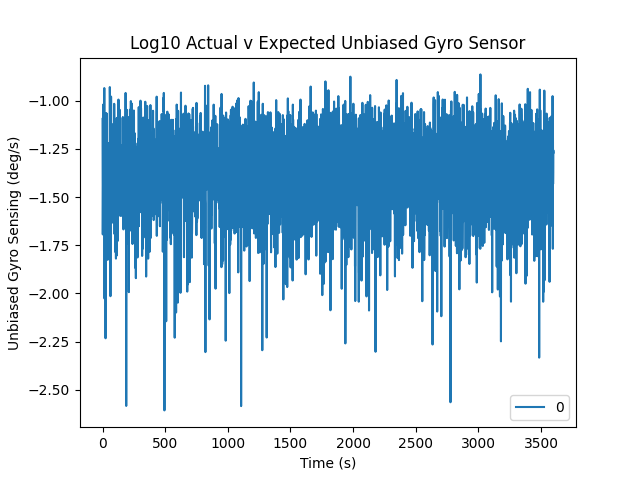 Log10 Actual v Expected Unbiased Gyro Sensor
Unbiased Gyro Sensing (deg/s)
−1.00
−1.25
−1.50
−1.75
−2.00
−2.25
−2.50
0
0 500 1000 1500 2000 2500 3000 3500
Time (s)